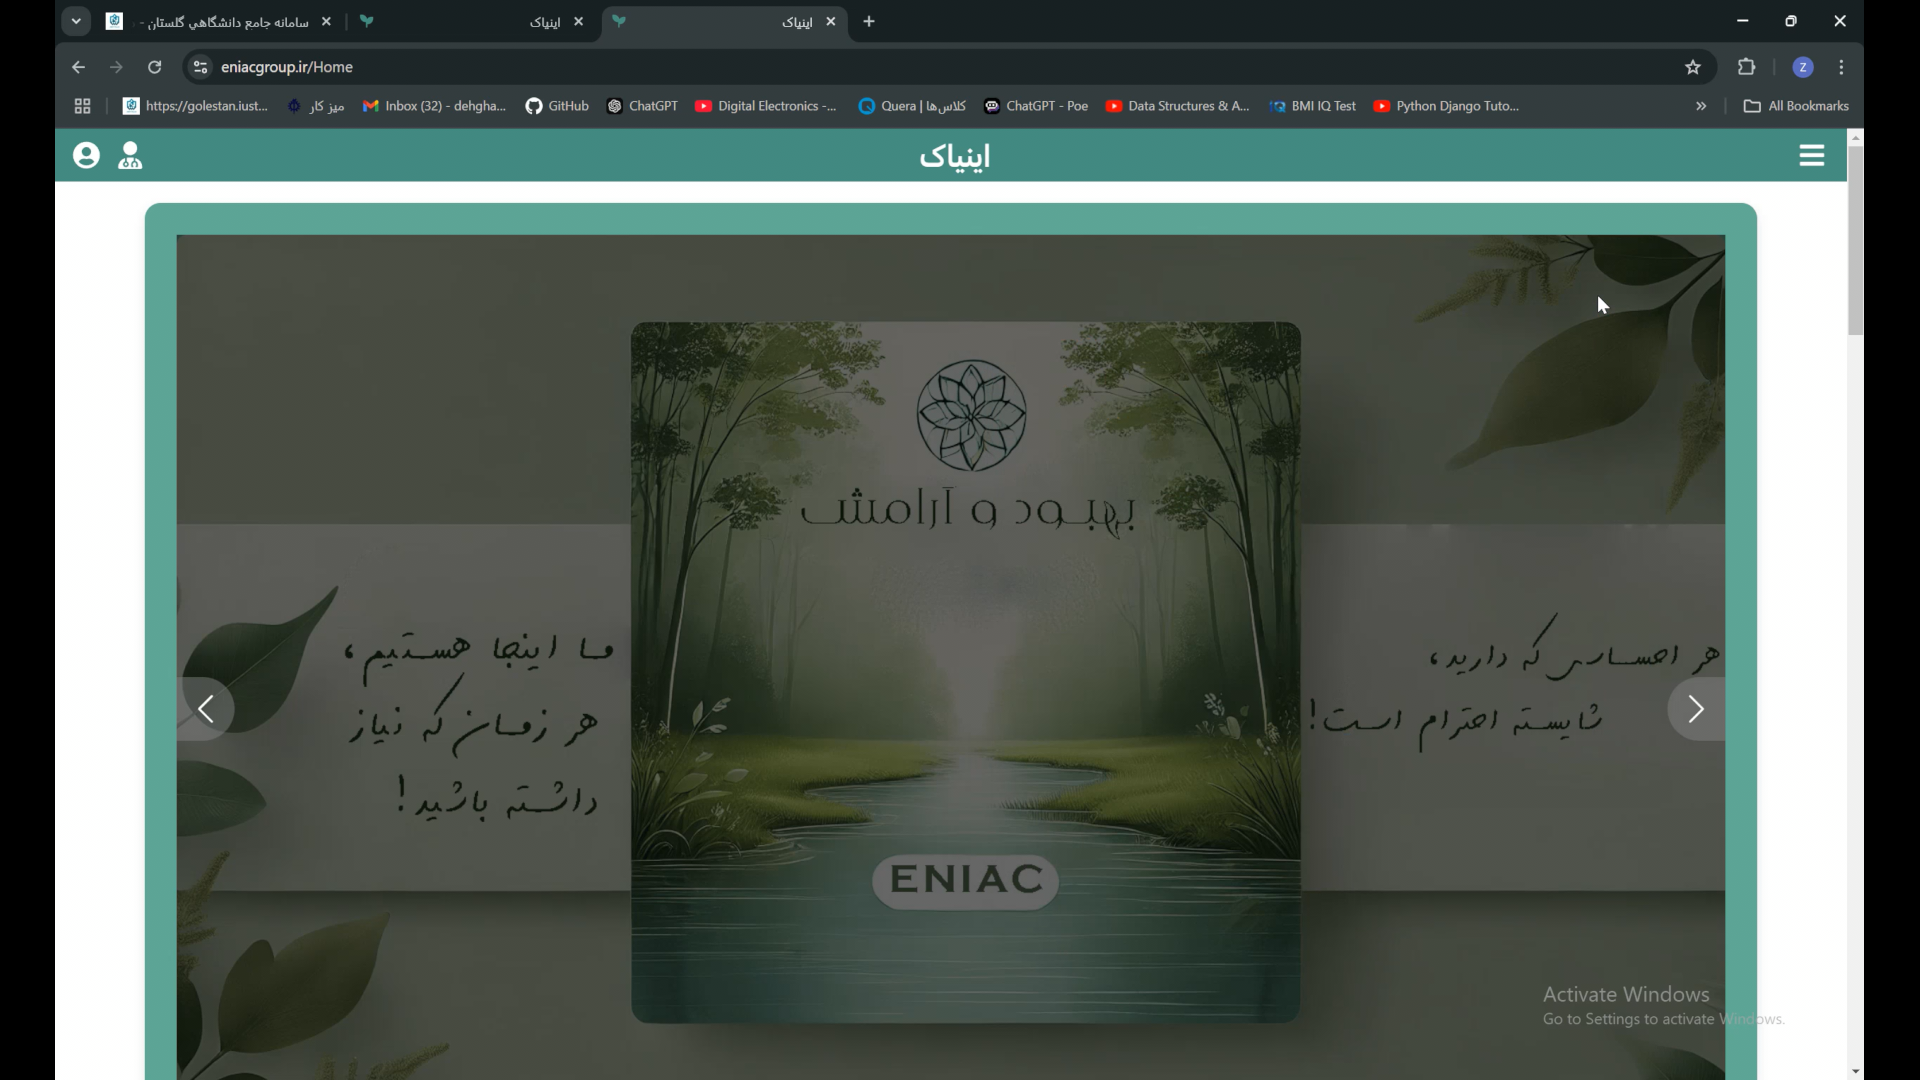 سامانه جامع دانشگاهي گلستان -
اینیاک
اینیاک
eniacgroup.ir/Home
https://golestan.iust...
میز کار
Inbox (32) - dehgha...
GitHub
ChatGPT
Digital Electronics -...
Quera | کلاس‌ها
ChatGPT - Poe
Data Structures & A...
BMI IQ Test
Python Django Tuto...
All Bookmarks
Z
اینیاک
بهبود و آرامش
هر احساسی که دارید،
شایسته احترام است!
ما اینجا هستیم،
هر زمان که نیاز
داشته باشید!
ENIAC
Activate Windows
Go to Settings to activate Windows.